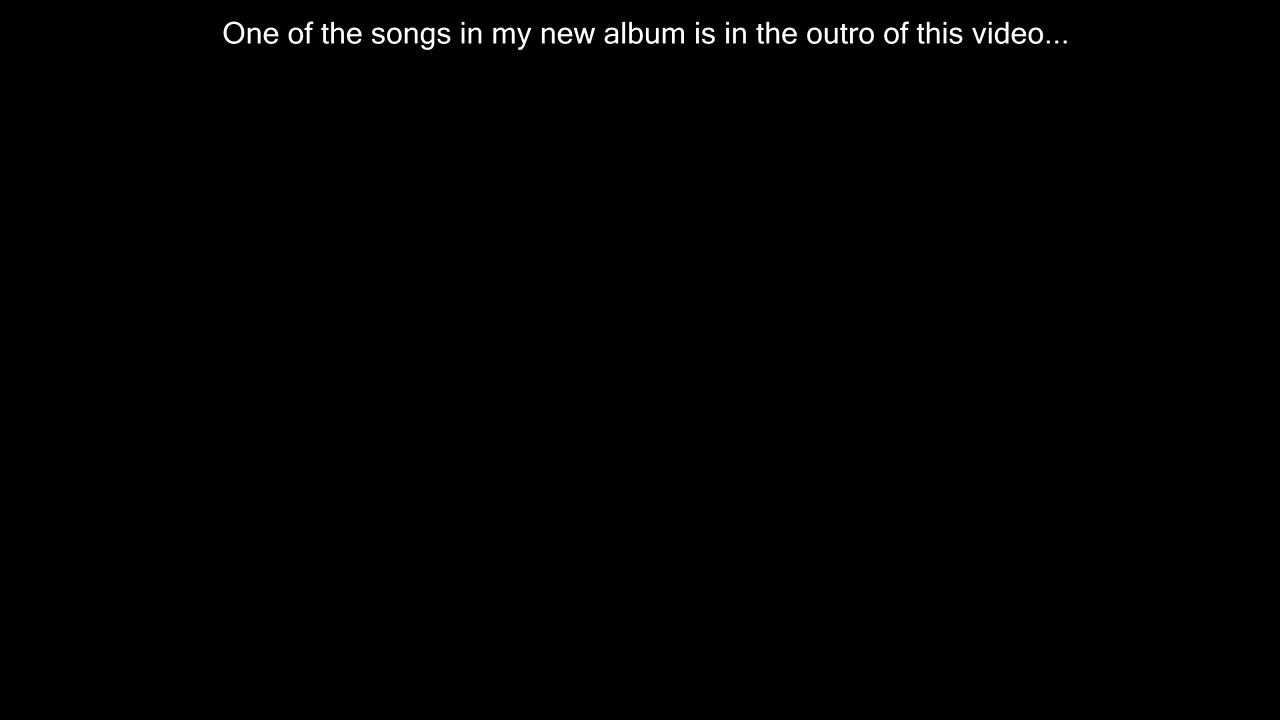 One of the songs in my new album is in the outro of this video...